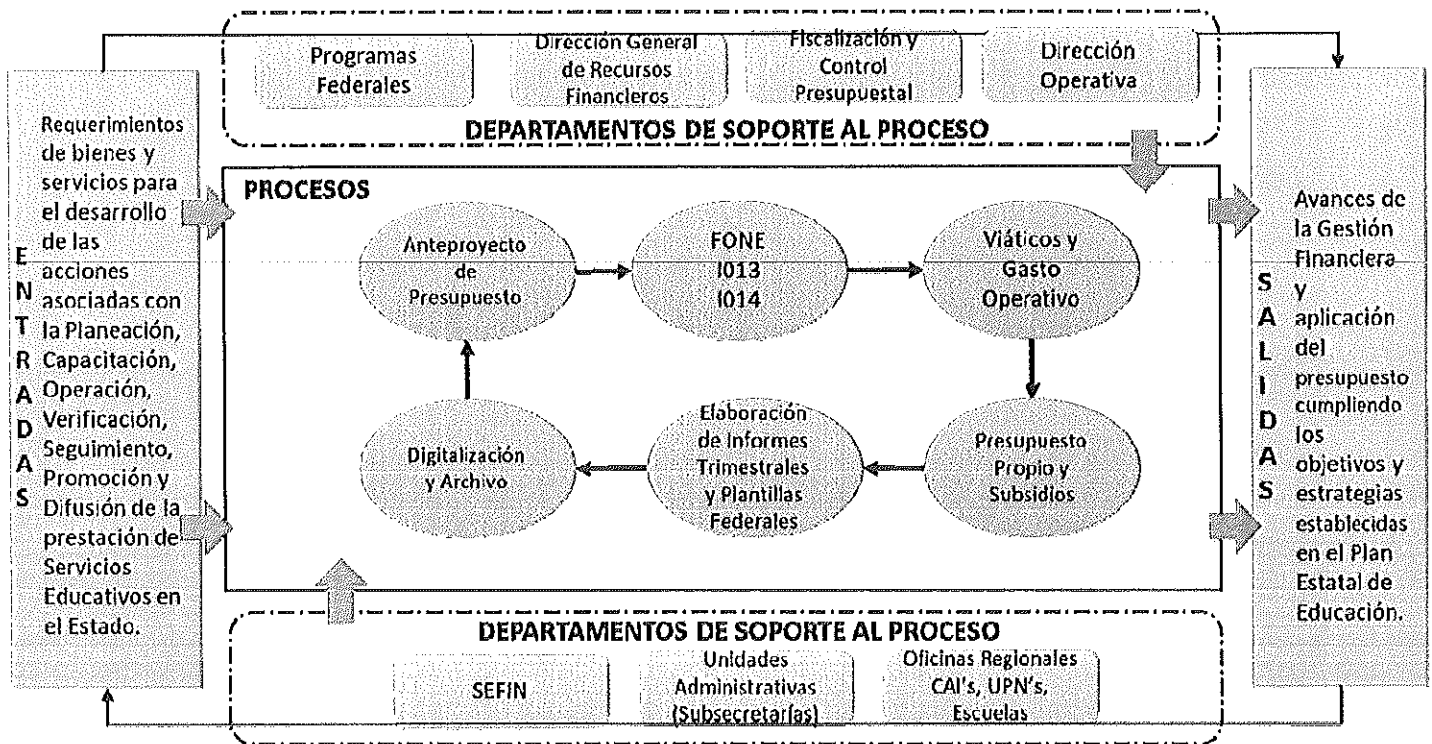 Programas
Federales
Dirección General
de Recursos
Financieros
Fiscalización y
Control
Presupuestal
Dirección
Operativa
DEPARTAMENTOS DE SOPORTE AL PROCESO
ENTRADAS
Requerimientos
de bienes y
servicios para
el desarrollo
de las
acciones
asociadas con
la Planeación,
Capacitación,
Operación,
Verificación,
Seguimiento,
Promoción y
Difusión de la
prestación de
Servicios
Educativos en
el Estado.
PROCESOS
Anteproyecto
de
Presupuesto
FONE
I013
I014
Viáticos y
Gasto
Operativo
Presupuesto
Propio y
Subsidios
Elaboración
de Informes
Trimestrales
y Plantillas
Federales
Digitalización
y Archivo
SALIDAS
Avances de
la Gestión
Financiera
y
aplicación
del
presupuesto
cumpliendo
los
objetivos y
estrategias
establecidas
en el Plan
Estatal de
Educación.
DEPARTAMENTOS DE SOPORTE AL PROCESO
SEFIN
Unidades
Administrativas
(Subsecretarías)
Oficinas Regionales
CAI's, UPN's,
Escuelas